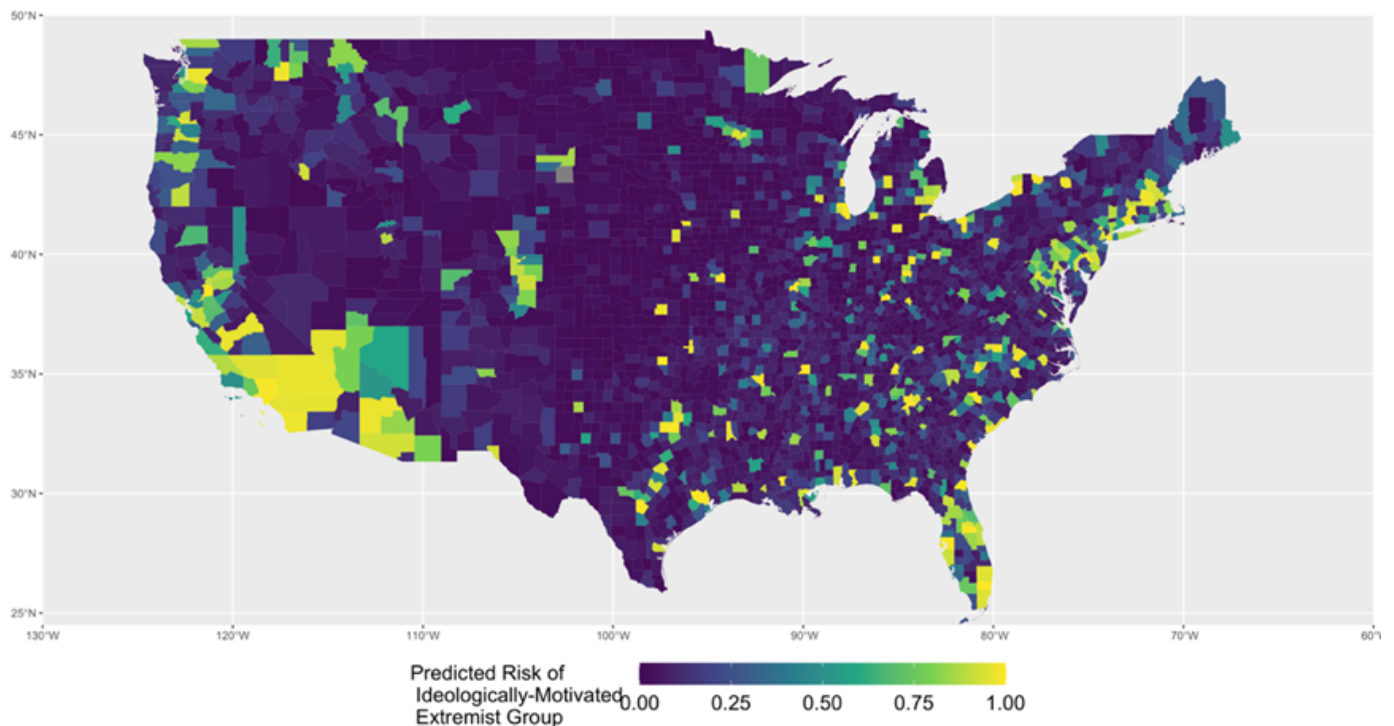 50°N
45°N
40°N
35°N
30°N
25°N
130°W 120°W 110°W 100°W 90°W 80°W 70°W 60°W
Predicted Risk of
Ideologically-Motivated
Extremist Group
0.00 0.25 0.50 0.75 1.00